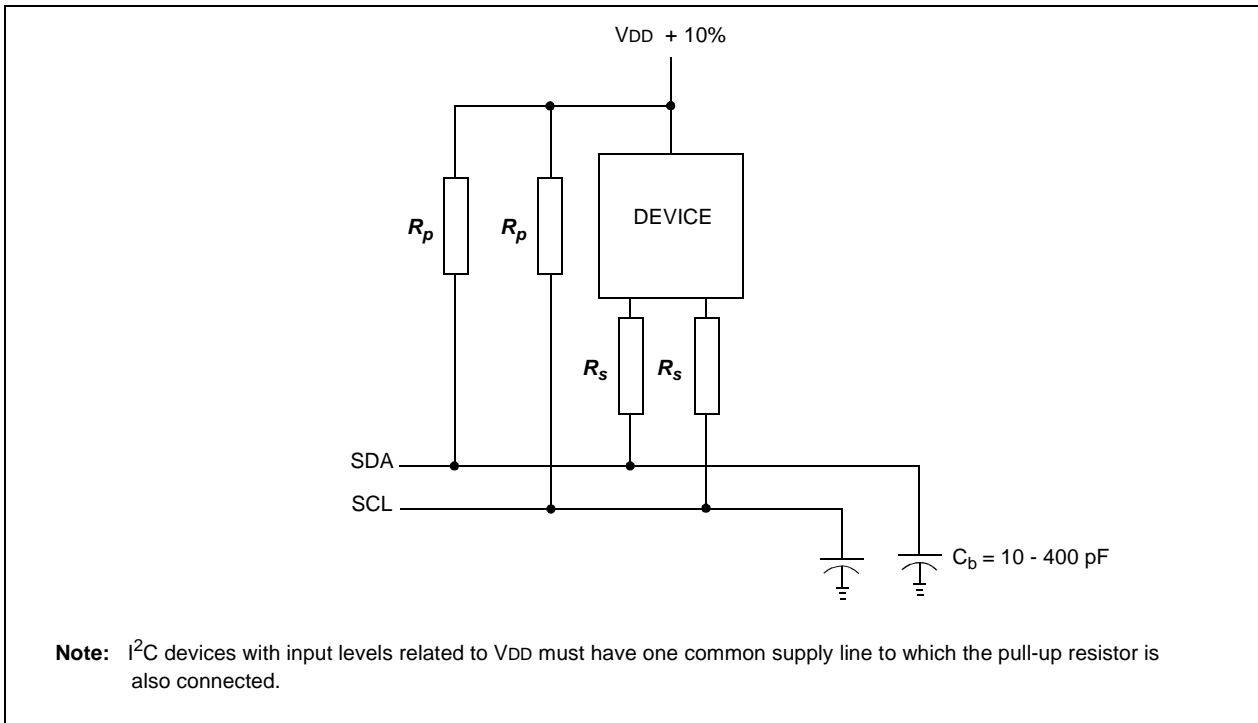 VDD + 10%
Rp Rp
DEVICE
Rs Rs
SDA
SCL
Cb = 10 - 400 pF
Note: I2C devices with input levels related to VDD must have one common supply line to which the pull-up resistor is
also connected.